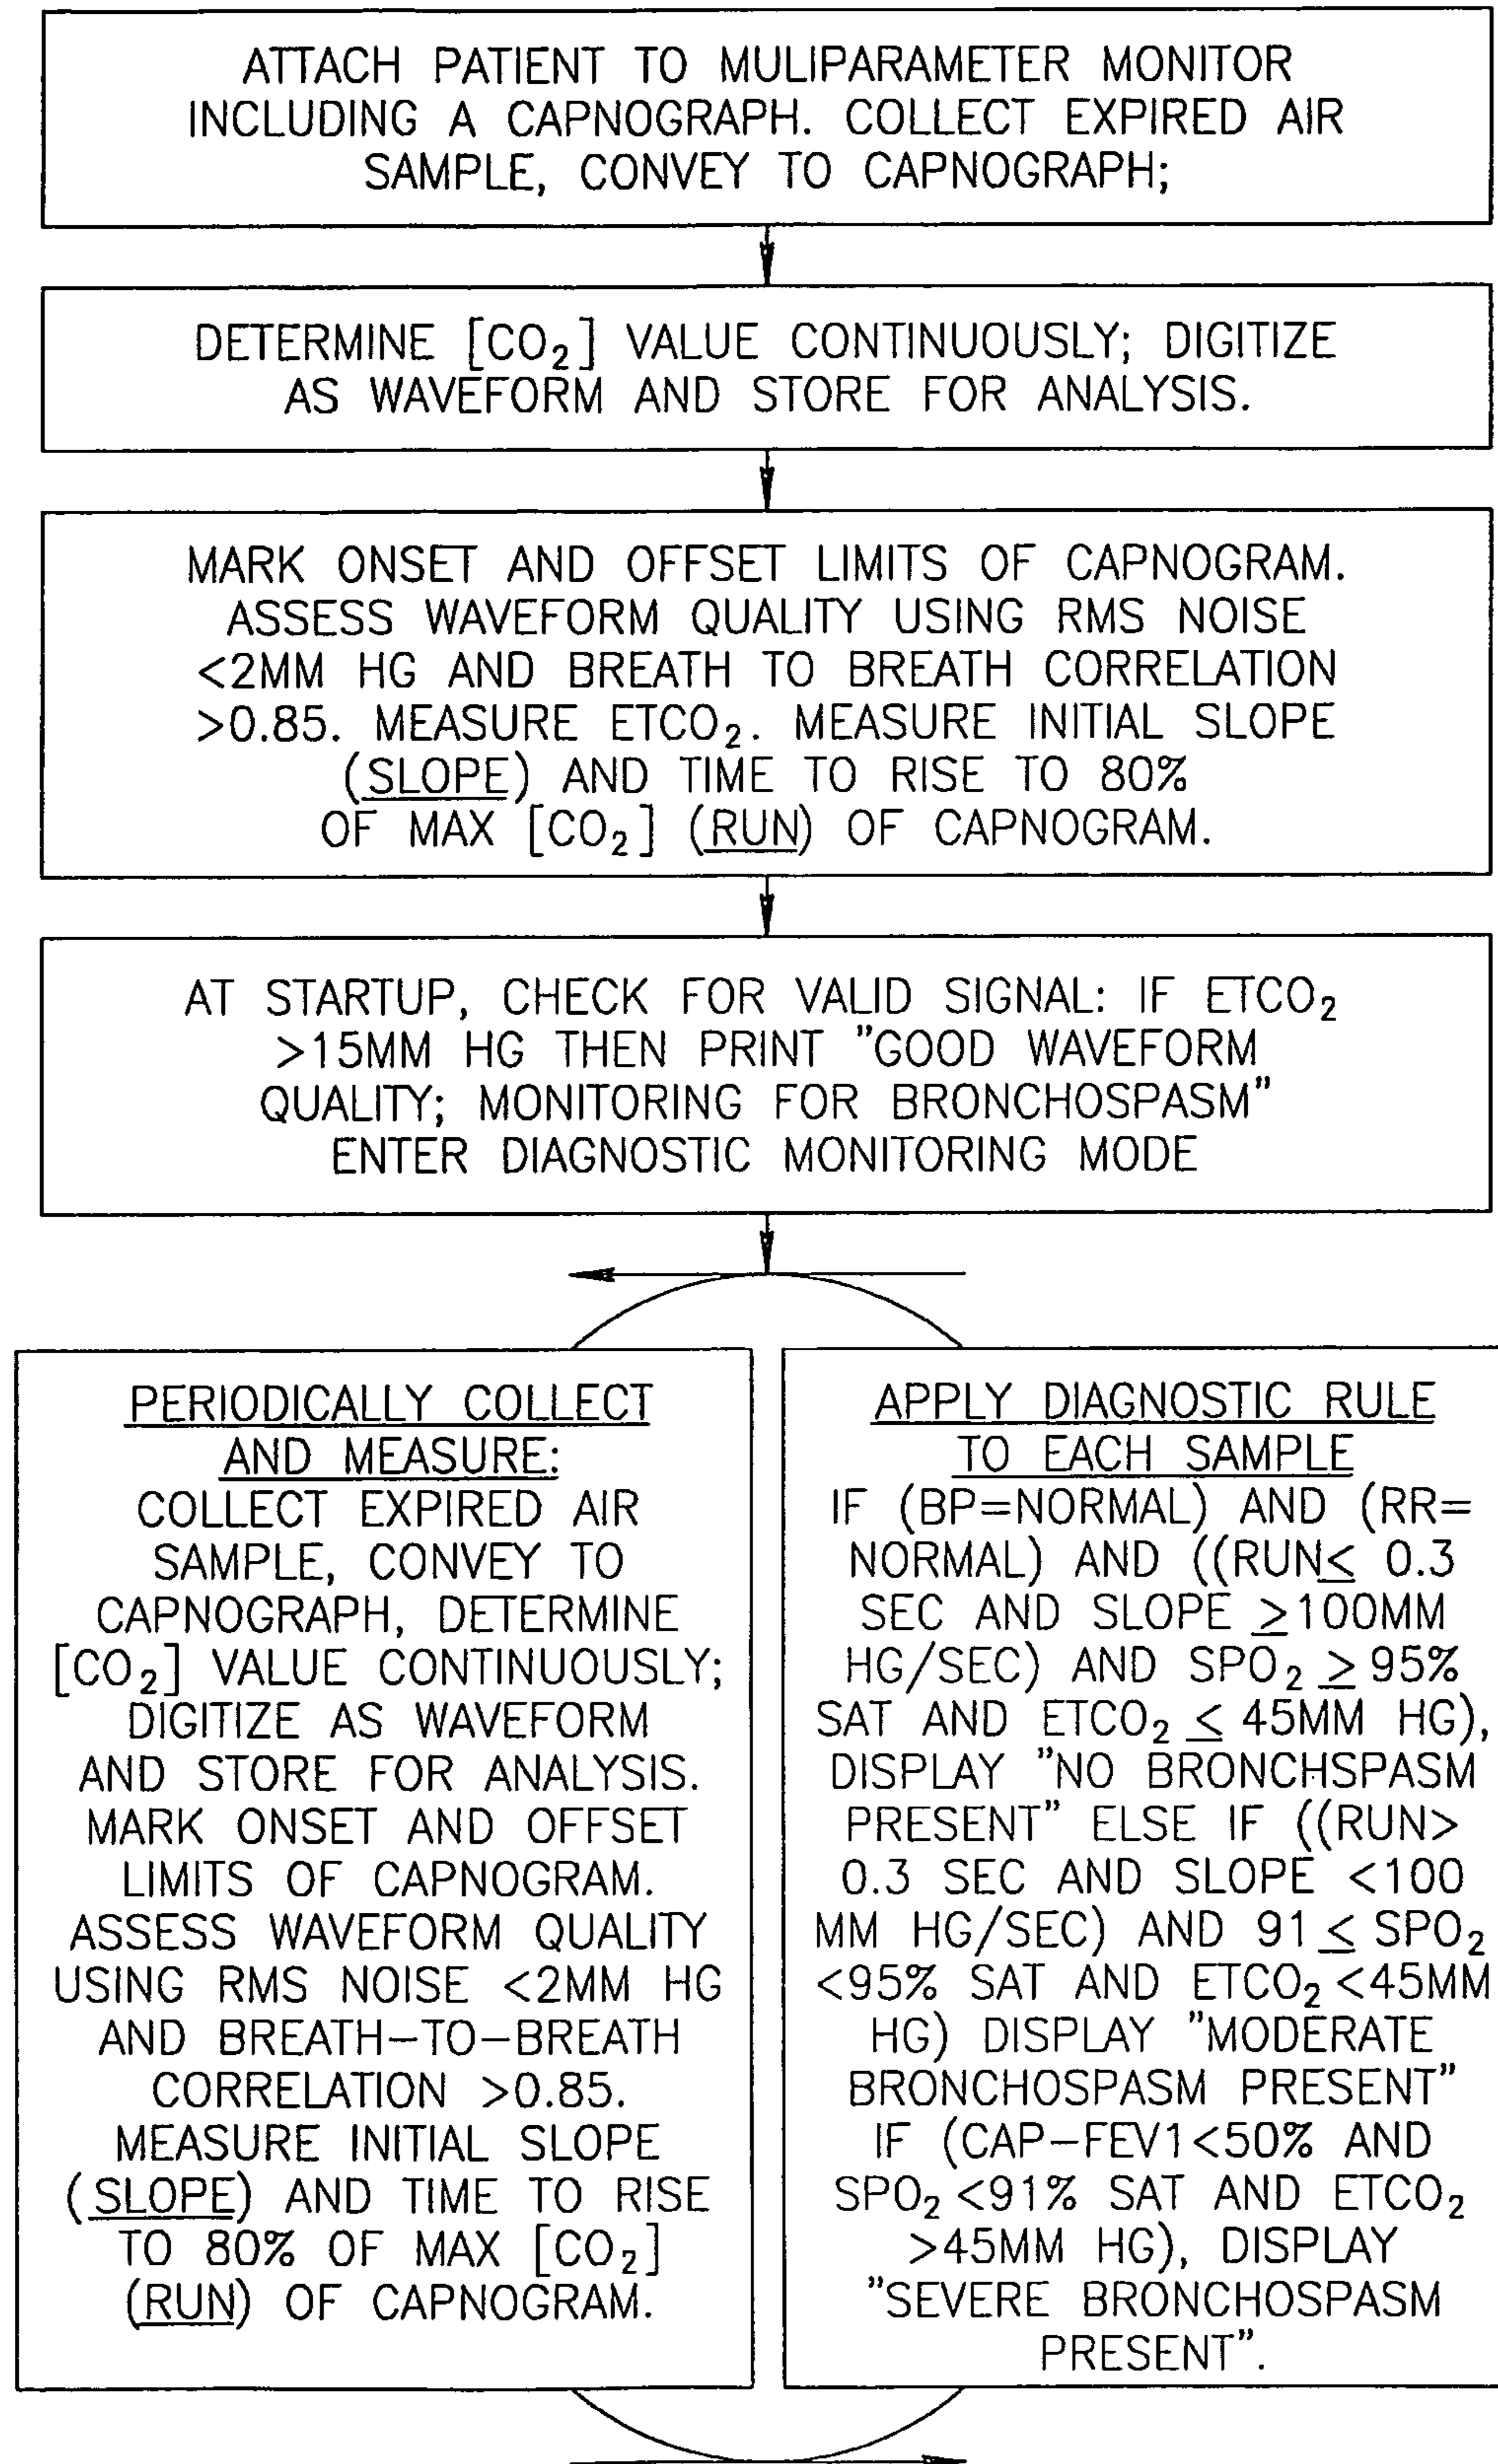 ATTACH PATIENT TO MULIPARAMETER MONITOR
INCLUDING A CAPNOGRAPH. COLLECT EXPIRED AIR
SAMPLE, CONVEY TO CAPNOGRAPH;
DETERMINE [CO₂] VALUE CONTINUOUSLY; DIGITIZE
AS WAVEFORM AND STORE FOR ANALYSIS.
MARK ONSET AND OFFSET LIMITS OF CAPNOGRAM.
ASSESS WAVEFORM QUALITY USING RMS NOISE
<2MM HG AND BREATH TO BREATH CORRELATION
>0.85. MEASURE ETCO₂. MEASURE INITIAL SLOPE
(SLOPE) AND TIME TO RISE TO 80%
OF MAX [CO₂] (RUN) OF CAPNOGRAM.
AT STARTUP, CHECK FOR VALID SIGNAL: IF ETCO₂
>15MM HG THEN PRINT "GOOD WAVEFORM
QUALITY; MONITORING FOR BRONCHOSPASM"
ENTER DIAGNOSTIC MONITORING MODE
PERIODICALLY COLLECT
AND MEASURE:
COLLECT EXPIRED AIR
SAMPLE, CONVEY TO
CAPNOGRAPH, DETERMINE
[CO₂] VALUE CONTINUOUSLY;
DIGITIZE AS WAVEFORM
AND STORE FOR ANALYSIS.
MARK ONSET AND OFFSET
LIMITS OF CAPNOGRAM.
ASSESS WAVEFORM QUALITY
USING RMS NOISE <2MM HG
AND BREATH-TO-BREATH
CORRELATION >0.85.
MEASURE INITIAL SLOPE
(SLOPE) AND TIME TO RISE
TO 80% OF MAX [CO₂]
(RUN) OF CAPNOGRAM.
APPLY DIAGNOSTIC RULE
TO EACH SAMPLE
IF (BP=NORMAL) AND (RR=
NORMAL) AND ((RUN≤ 0.3
SEC AND SLOPE ≥100MM
HG/SEC) AND SPO₂ ≥ 95%
SAT AND ETCO₂ ≤ 45MM HG),
DISPLAY "NO BRONCHSPASM
PRESENT" ELSE IF ((RUN>
0.3 SEC AND SLOPE <100
MM HG/SEC) AND 91 ≤ SPO₂
<95% SAT AND ETCO₂ <45MM
HG) DISPLAY "MODERATE
BRONCHOSPASM PRESENT"
IF (CAP-FEV1<50% AND
SPO₂ <91% SAT AND ETCO₂
>45MM HG), DISPLAY
"SEVERE BRONCHOSPASM
PRESENT".